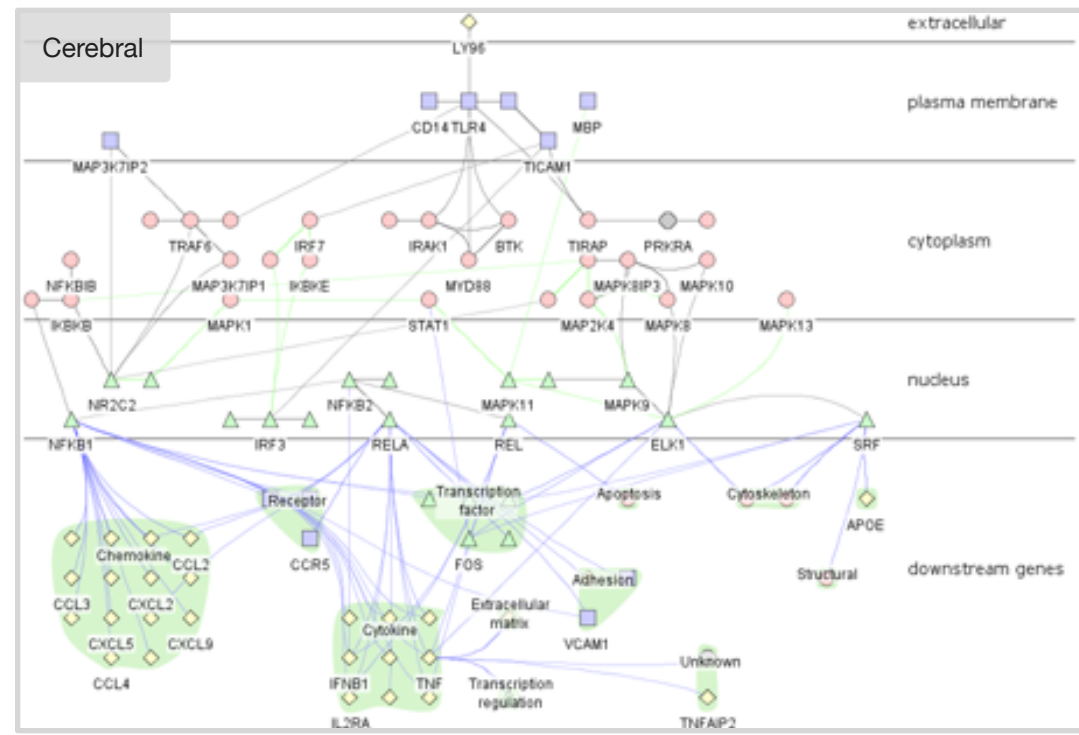 extracellular
Cerebral
LY96
plasma membrane
CD14 TLR4
MBP
MAP3K7IP2
TICAM1
cytoplasm
TRAF6
IRF7
IRAK1
BTK
TIRAP
PRKRA
NFKBIB
MAP3K7IP1
IKBKE
MYD88
MAPK8IP3
MAPK10
IKBKB
MAPK1
STAT1
MAP2K4
MAPK8
MAPK13
nucleus
NR2C2
NFKB2
MAPK11
MAPK9
NFKB1
IRF3
RELA
REL
ELK1
SRF
Receptor
Transcription
factor
Apoptosis
Cytoskeleton
APOE
Chemokine
CCL2
CCR5
FOS
downstream genes
Adhesion
Structural
CCL3
CXCL2
Extracellular
matrix
Cytokine
CXCL5
CXCL9
VCAM1
CCL4
IFNB1
TNF
Transcription
regulation
Unknown
IL2RA
TNFAIP2